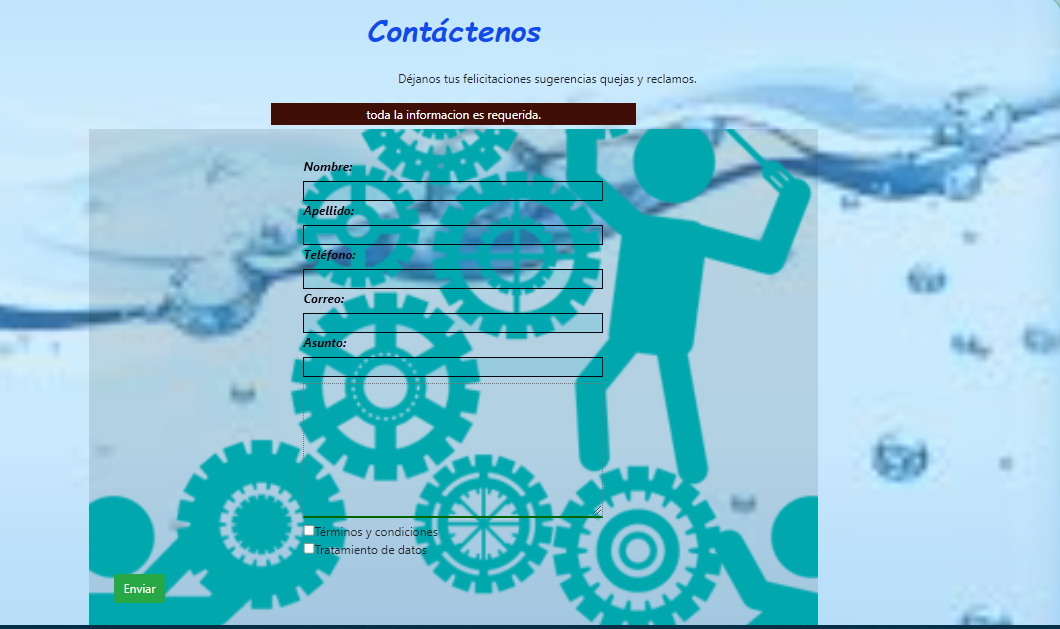 Contáctenos
Déjanos tus felicitaciones sugerencias quejas y reclamos.
toda la informacion es requerida.
Nombre:
Apellido:
Teléfono:
Correo:
Asunto:
Términos y condiciones
Tratamiento de datos
Enviar